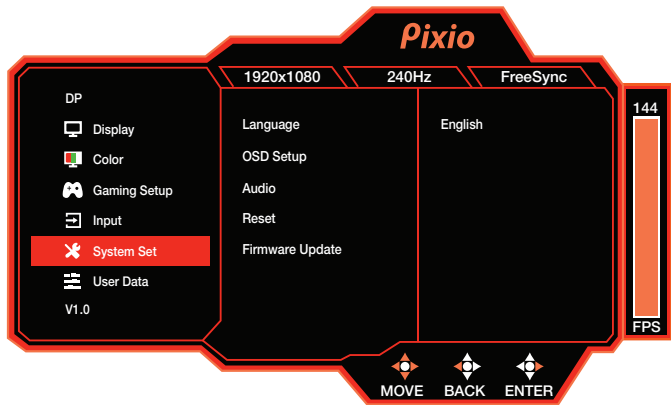 Pixio
1920x1080 240Hz FreeSync
DP
Display
Color
Gaming Setup
Input
System Set
User Data
V1.0
Language English
OSD Setup
Audio
Reset
Firmware Update
144
FPS
MOVE BACK ENTER